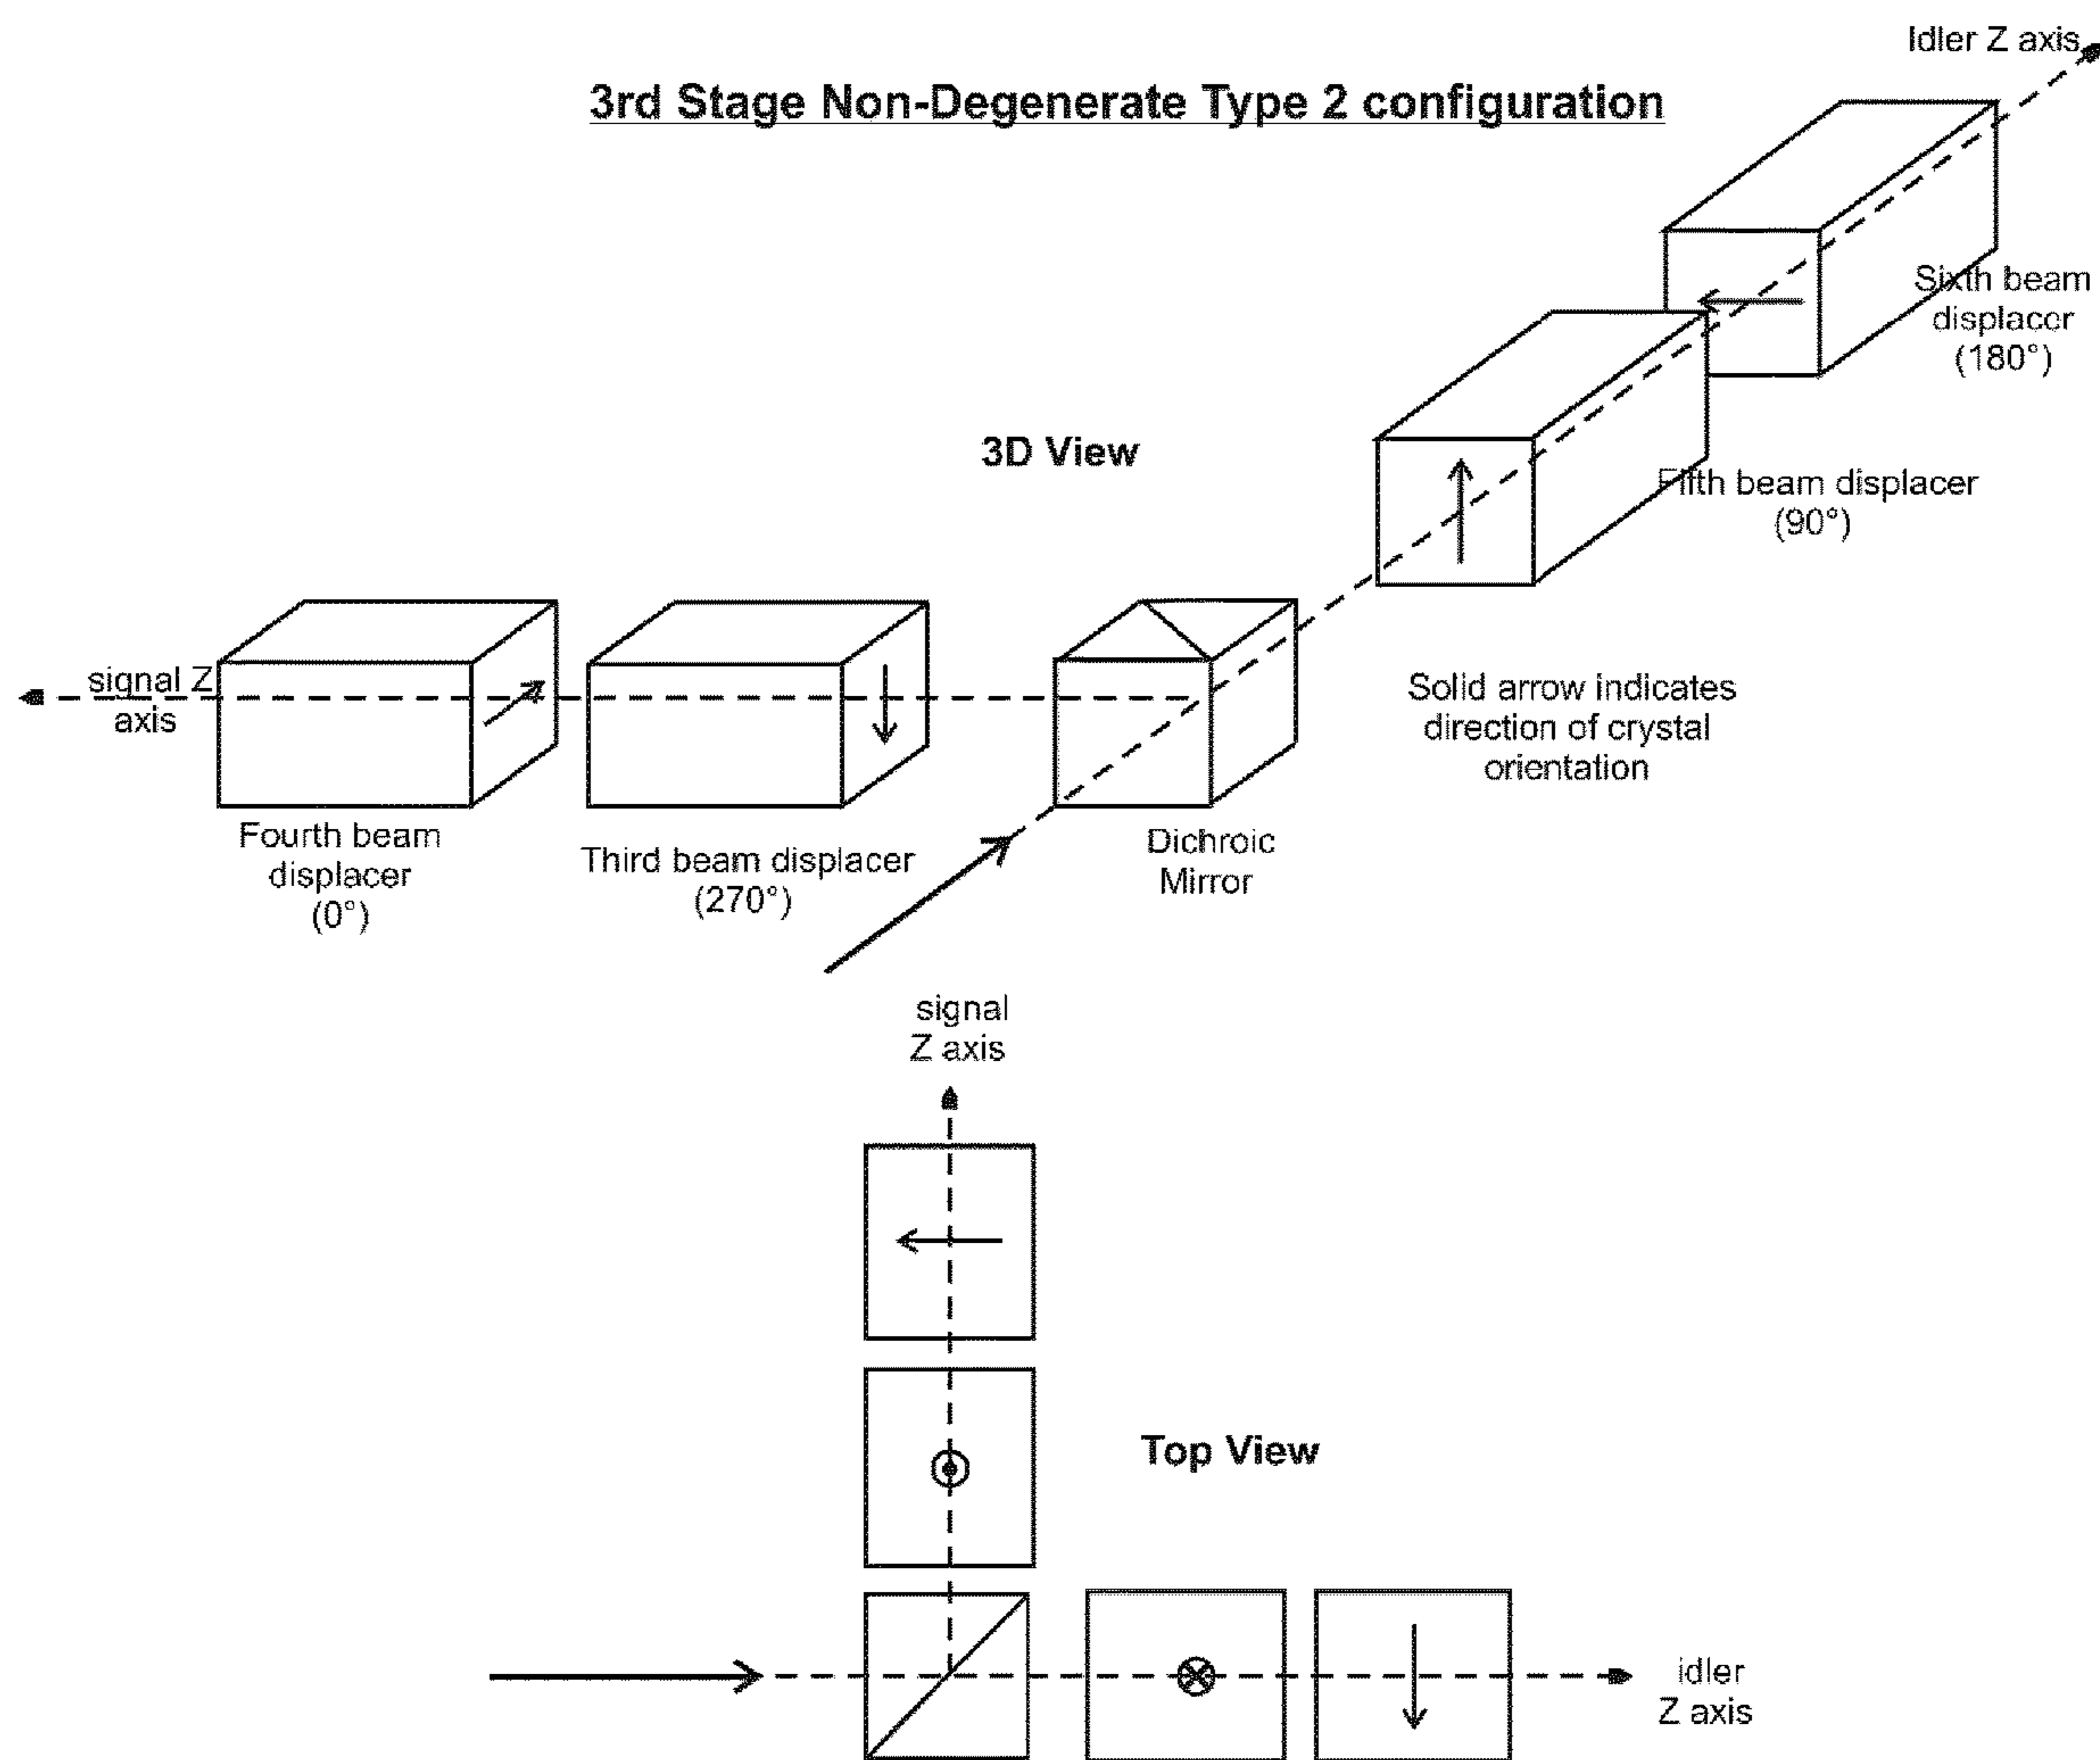 Idler Z axis
3rd Stage Non-Degenerate Type 2 configuration
Sixth beam
displacer
(180°)
3D View
Fifth beam displacer
(90°)
signal Z
axis
Solid arrow indicates
direction of crystal
orientation
Fourth beam
displacer
(0°)
Third beam displacer
(270°)
Dichroic
Mirror
signal
Z axis
Top View
idler
Z axis